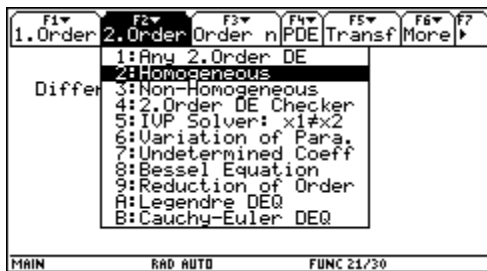 F1▾ F2▾ F3▾ F4▾ F5▾ F6▾ F7
1.Order 2.Order Order n PDE Transf More ▸
1:Any 2.Order DE
2:Homogeneous
Differ 3:Non-Homogeneous
4:2.Order DE Checker
5:IVP Solver: x1≠x2
6:Variation of Para.
7:Undetermined Coeff
8:Bessel Equation
9:Reduction of Order
A:Legendre DEQ
B:Cauchy-Euler DEQ
MAIN RAD AUTO FUNC 21/30